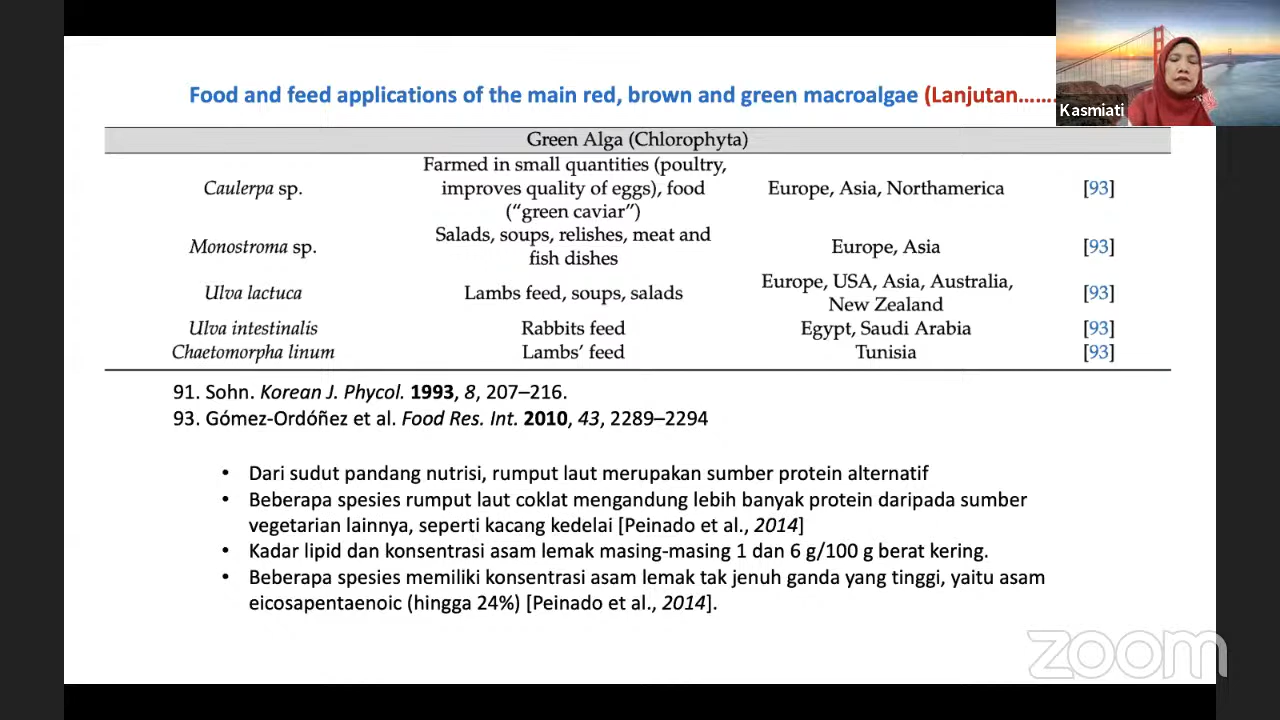 Food and feed applications of the main red, brown and green macroalgae (Lanjutan…….
Kasmiati
Green Alga (Chlorophyta)
Caulerpa sp. Farmed in small quantities (poultry, improves quality of eggs), food (“green caviar”) Europe, Asia, Northamerica [93]
Monostroma sp. Salads, soups, relishes, meat and fish dishes Europe, Asia [93]
Ulva lactuca Lambs feed, soups, salads Europe, USA, Asia, Australia, New Zealand [93]
Ulva intestinalis Rabbits feed Egypt, Saudi Arabia [93]
Chaetomorpha linum Lambs’ feed Tunisia [93]
91. Sohn. Korean J. Phycol. 1993, 8, 207–216.
93. Gómez-Ordóñez et al. Food Res. Int. 2010, 43, 2289–2294
• Dari sudut pandang nutrisi, rumput laut merupakan sumber protein alternatif
• Beberapa spesies rumput laut coklat mengandung lebih banyak protein daripada sumber
vegetarian lainnya, seperti kacang kedelai [Peinado et al., 2014]
• Kadar lipid dan konsentrasi asam lemak masing-masing 1 dan 6 g/100 g berat kering.
• Beberapa spesies memiliki konsentrasi asam lemak tak jenuh ganda yang tinggi, yaitu asam
eicosapentaenoic (hingga 24%) [Peinado et al., 2014].
zoom